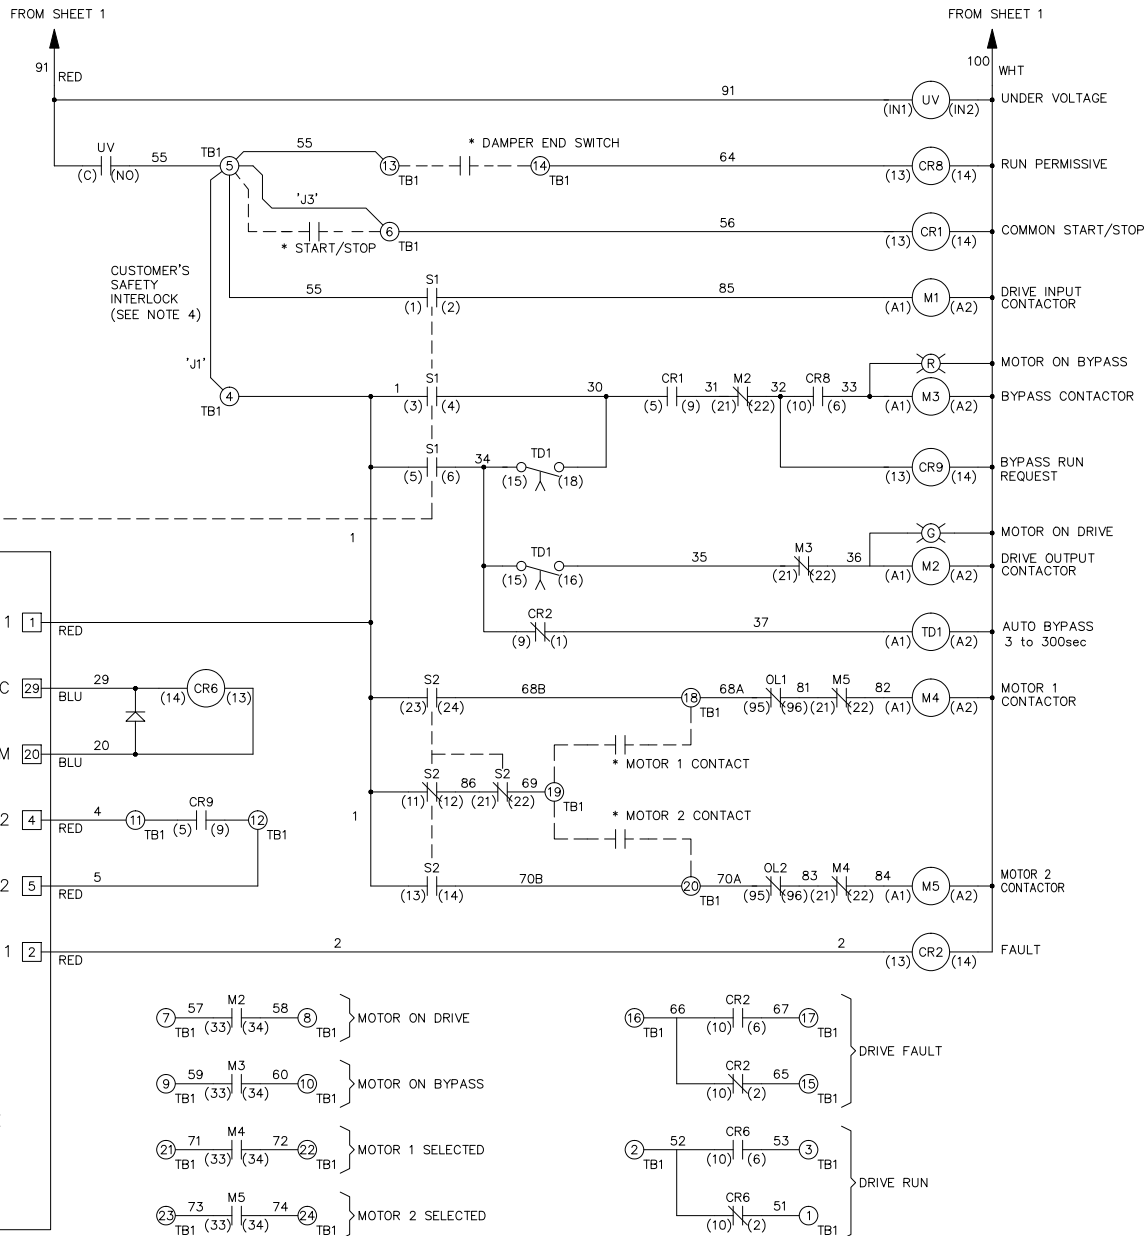 FROM SHEET 1 FROM SHEET 1
91 RED 100 WHT
91 (IN1) UV (IN2) UNDER VOLTAGE
UV (C) (NO) 55 TB1 5 55 13 TB1 * DAMPER END SWITCH 14 TB1 64 (13) CR8 (14) RUN PERMISSIVE
'J3' * START/STOP 6 TB1 56 (13) CR1 (14) COMMON START/STOP
CUSTOMER'S
SAFETY
INTERLOCK
(SEE NOTE 4)
55 S1 (1) (2) 85 (A1) M1 (A2) DRIVE INPUT
CONTACTOR
R MOTOR ON BYPASS
'J1' TB1 4 1 S1 (3) (4) 30 CR1 (5) (9) 31 M2 (21) (22) 32 CR8 (10) (6) 33 (A1) M3 (A2) BYPASS CONTACTOR
S1 (5) (6) 34 TD1 (15) (18) (13) CR9 (14) BYPASS RUN
REQUEST
1
G MOTOR ON DRIVE
TD1 (15) (16) 35 M3 (21) (22) 36 (A1) M2 (A2) DRIVE OUTPUT
CONTACTOR
1 1 RED CR2 (9) (1) 37 (A1) TD1 (A2) AUTO BYPASS
3 to 300sec
C 29 BLU 29 (14) CR6 (13) S2 (23) (24) 68B 18 TB1 68A OL1 (95) (96) 81 M5 (21) (22) 82 (A1) M4 (A2) MOTOR 1
CONTACTOR
M 20 BLU 20
* MOTOR 1 CONTACT
S2 (11) (12) 86 S2 (21) (22) 69 19 TB1
1 * MOTOR 2 CONTACT
2 4 RED 4 11 TB1 CR9 (5) (9) 12 TB1
2 5 RED 5 S2 (13) (14) 70B 20 TB1 70A OL2 (95) (96) 83 M4 (21) (22) 84 (A1) M5 (A2) MOTOR 2
CONTACTOR
1 2 RED 2 2 (13) CR2 (14) FAULT
7 TB1 57 M2 (33) (34) 58 8 TB1 MOTOR ON DRIVE
9 TB1 59 M3 (33) (34) 60 10 TB1 MOTOR ON BYPASS
21 TB1 71 M4 (33) (34) 72 22 TB1 MOTOR 1 SELECTED
23 TB1 73 M5 (33) (34) 74 24 TB1 MOTOR 2 SELECTED
16 TB1 66 CR2 (10) (6) 67 17 TB1
DRIVE FAULT
CR2 (10) (2) 65 15 TB1
2 TB1 52 CR6 (10) (6) 53 3 TB1
DRIVE RUN
CR6 (10) (2) 51 1 TB1